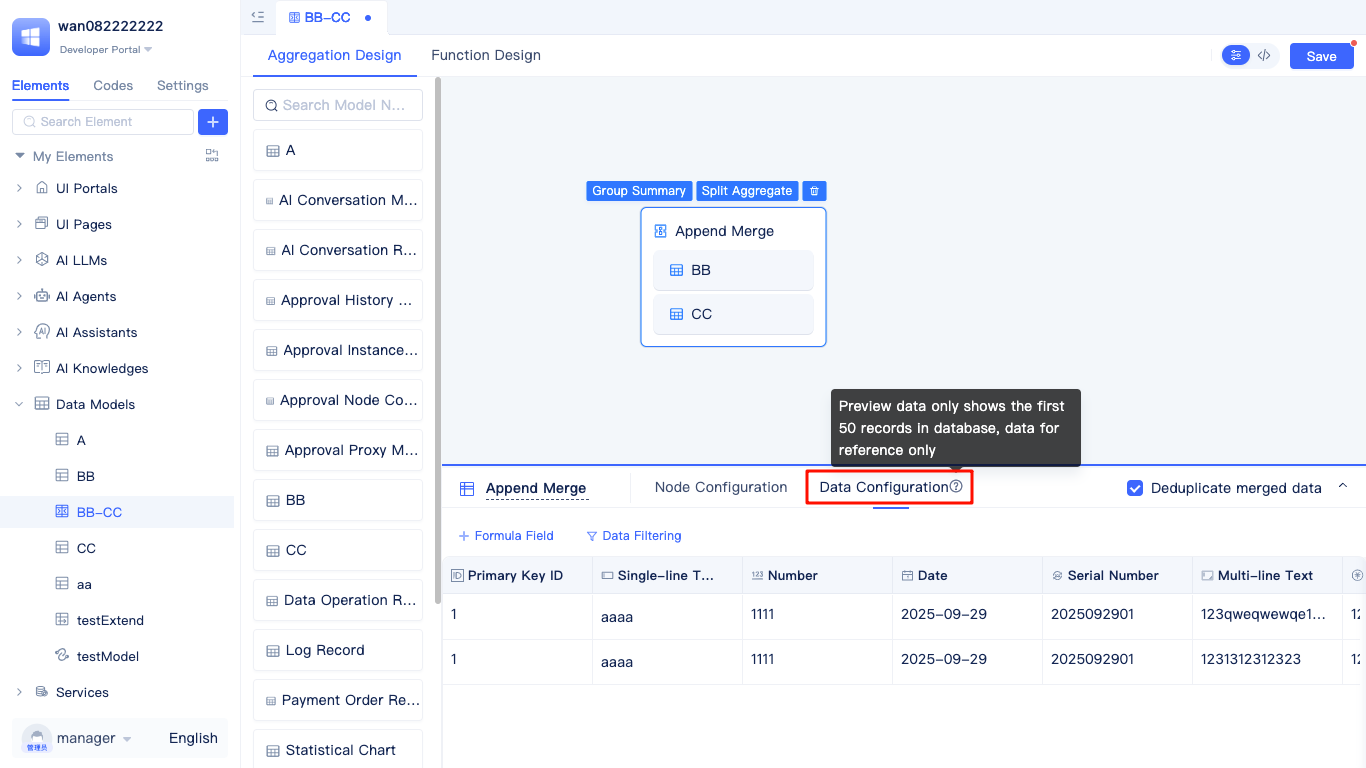 wan082222222
Developer Portal
Elements
Codes
Settings
Search Element
My Elements
UI Portals
UI Pages
AI LLMs
AI Agents
AI Assistants
AI Knowledges
Data Models
A
BB
BB-CC
CC
aa
testExtend
testModel
Services
管理员
manager
English
BB-CC
Aggregation Design
Function Design
Save
Search Model N...
A
AI Conversation M...
AI Conversation R...
Approval History ...
Approval Instance...
Approval Node Co...
Approval Proxy M...
BB
CC
Data Operation R...
Log Record
Payment Order Re...
Statistical Chart
Group Summary
Split Aggregate
Append Merge
BB
CC
Preview data only shows the first
50 records in database, data for
reference only
Append Merge
Node Configuration
Data Configuration
Deduplicate merged data
Formula Field
Data Filtering
Primary Key ID
Single-line T...
Number
Date
Serial Number
Multi-line Text
1
aaaa
1111
2025-09-29
2025092901
123qweqwewqe1...
1
aaaa
1111
2025-09-29
2025092901
1231312312323